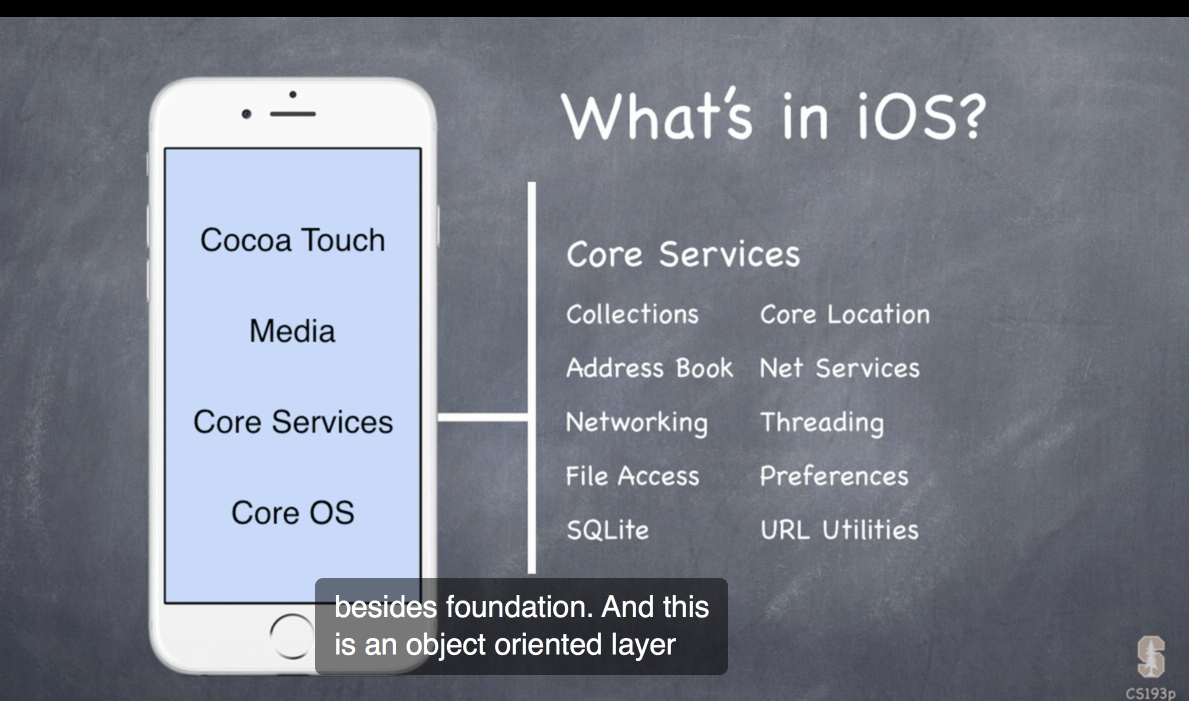 What's in iOS?
Cocoa Touch
Media
Core Services
Core OS
Core Services
Collections
Core Location
Address Book
Net Services
Networking
Threading
File Access
Preferences
SQLite
URL Utilities
besides foundation. And this
is an object oriented layer
S
CS193p